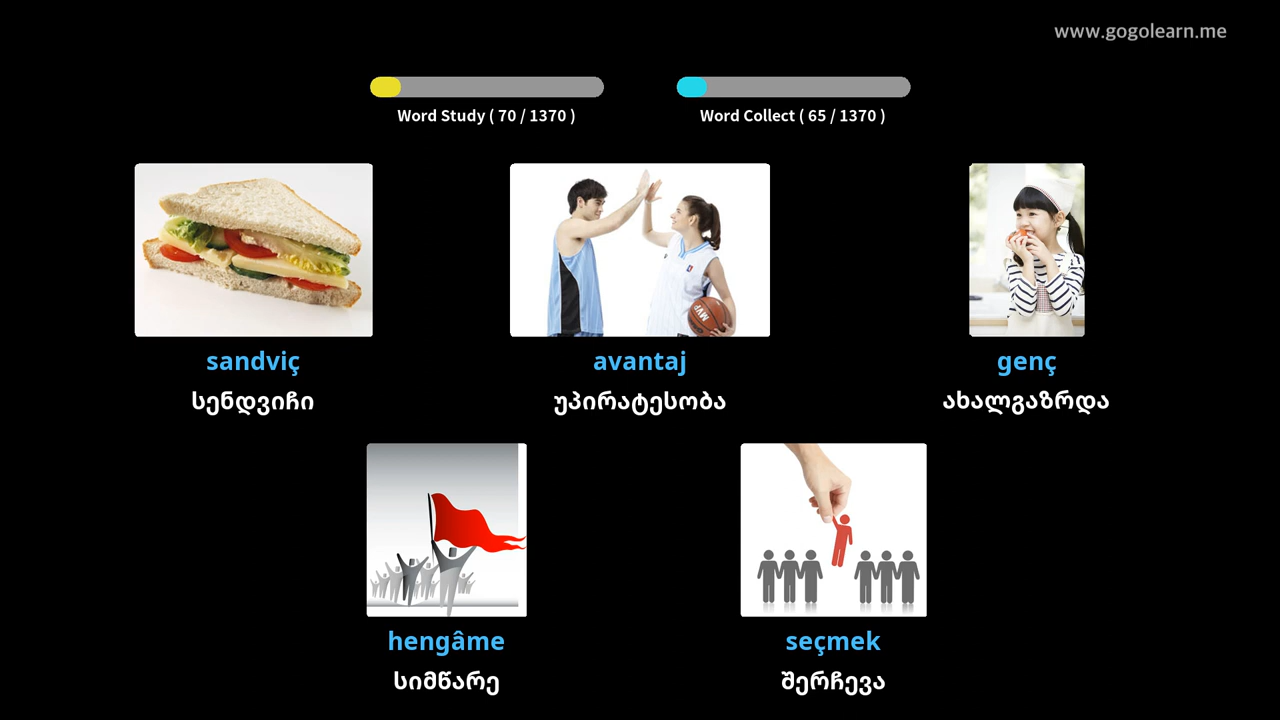 www.gogolearn.me
Word Study ( 70 / 1370 )
Word Collect ( 65 / 1370 )
sandviç
სენდვიჩი
avantaj
უპირატესობა
genç
ახალგაზრდა
MVP
hengâme
სიმწარე
seçmek
შერჩევა